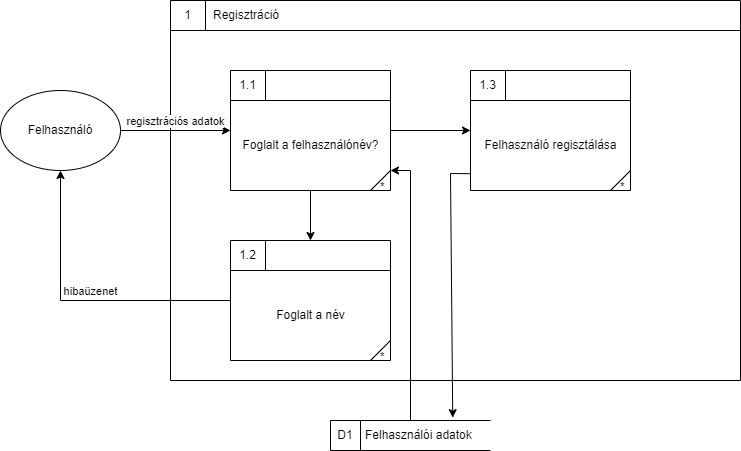 1 Regisztráció
1.1
1.3
Felhasználó
regisztrációs adatok
Foglalt a felhasználónév?
Felhasználó regisztálása
*
*
1.2
hibaüzenet
Foglalt a név
*
D1 Felhasználói adatok